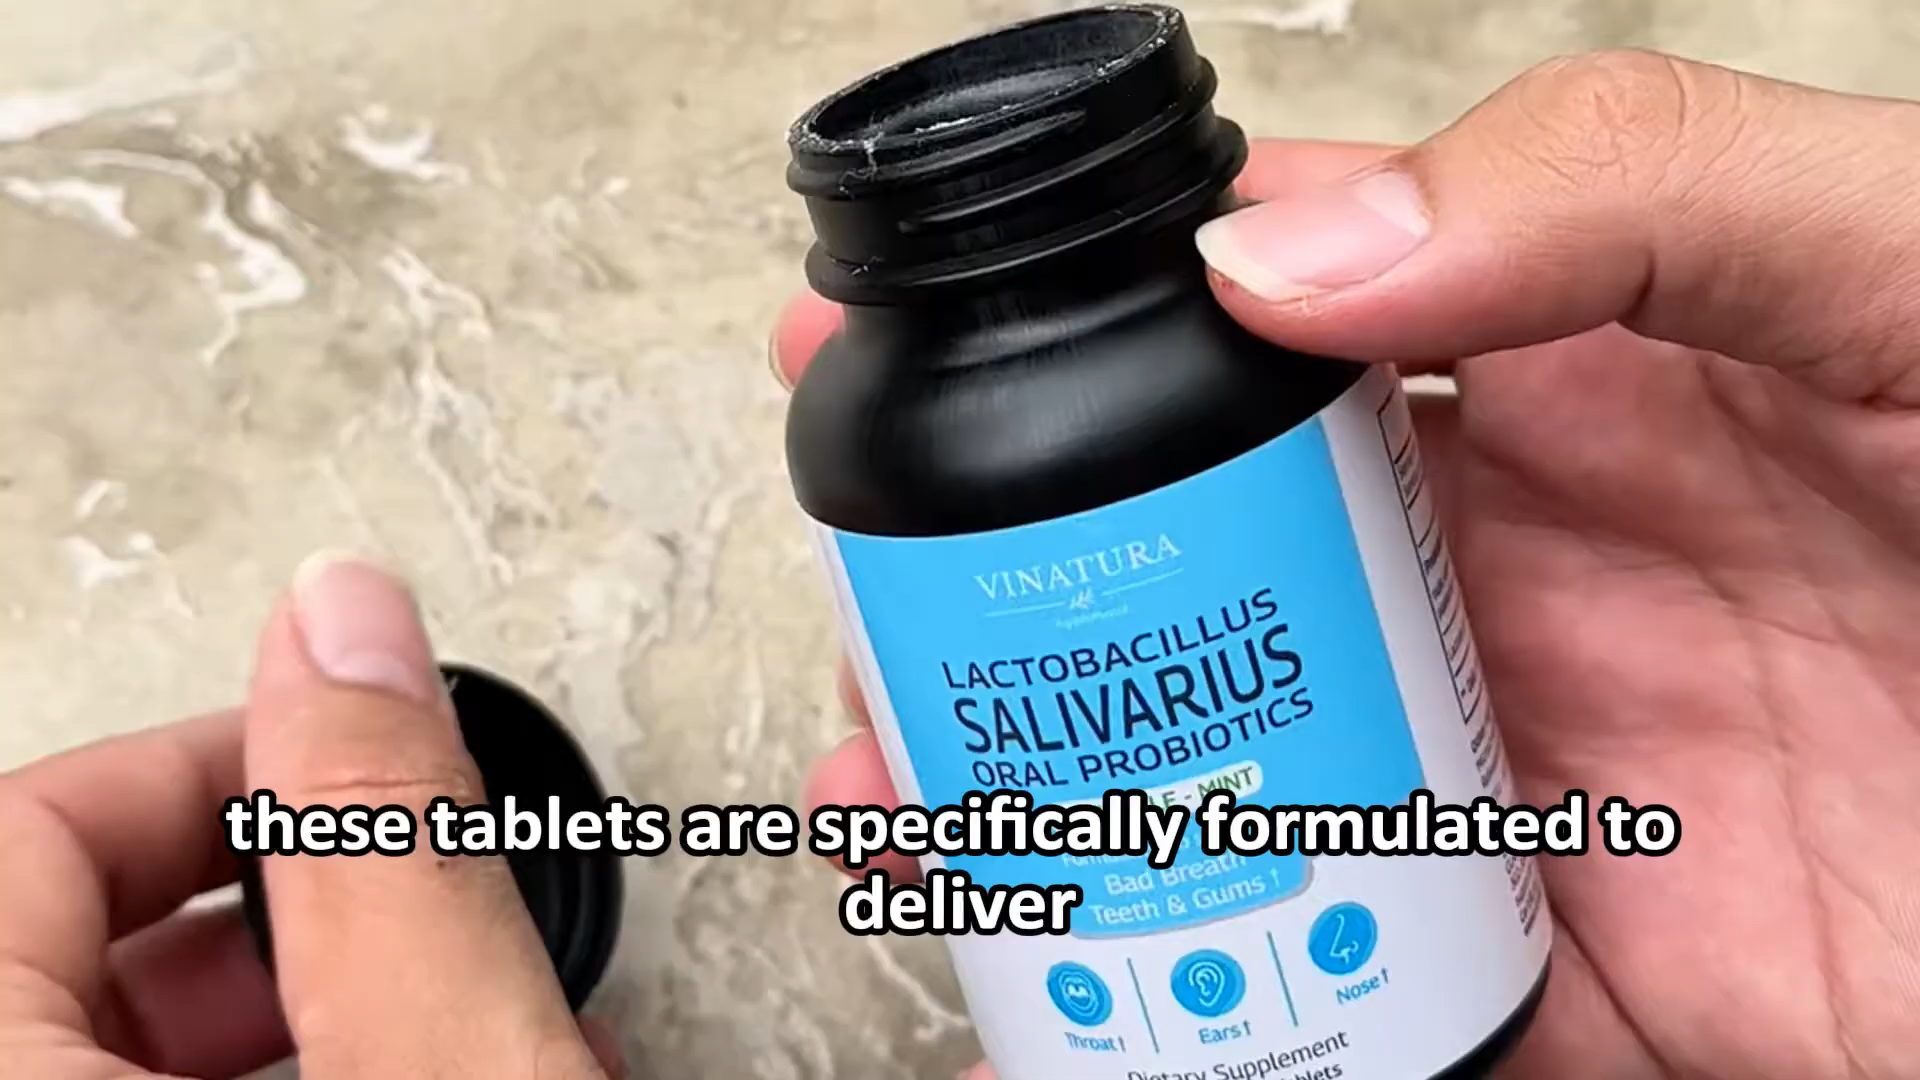 VINATURA
LACTOBACILLUS
SALIVARIUS
ORAL PROBIOTICS
MINT
these tablets are specifically formulated to
deliver
Bad Breath
Teeth & Gums ↑
Throat ↑
Ears ↑
Nose ↑
Dietary Supplement